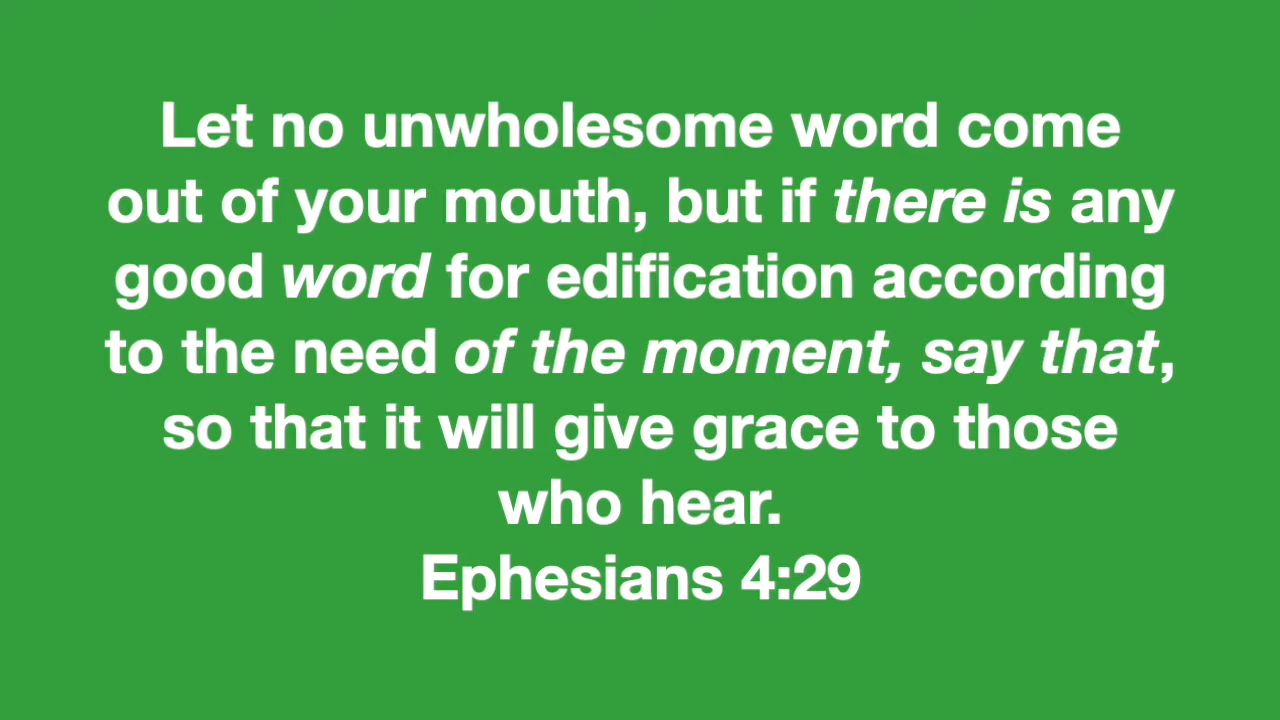 Let no unwholesome word come
out of your mouth, but if there is any
good word for edification according
to the need of the moment, say that,
so that it will give grace to those
who hear.
Ephesians 4:29